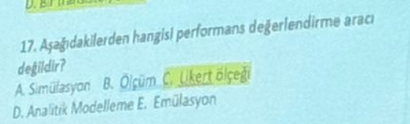 17. Aşağıdakilerden hangisi performans değerlendirme aracı
değildir?
A. Simülasyon B. Ölçüm C. Likert ölçeği
D. Analitik Modelleme E. Emülasyon